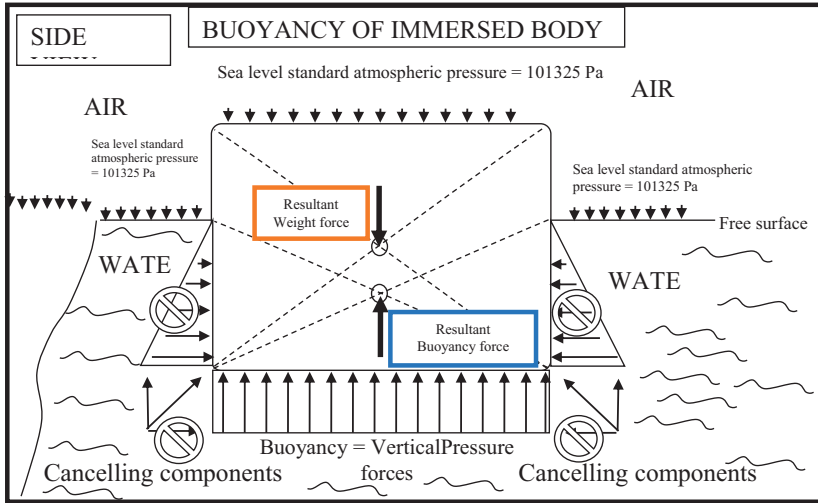 SIDE
BUOYANCY OF IMMERSED BODY
Sea level standard atmospheric pressure = 101325 Pa
AIR
AIR
Sea level standard
atmospheric pressure
= 101325 Pa
Sea level standard atmospheric
pressure = 101325 Pa
Resultant
Weight force
Free surface
WATE
WATE
Resultant
Buoyancy force
Buoyancy = VerticalPressure
forces
Cancelling components
Cancelling components